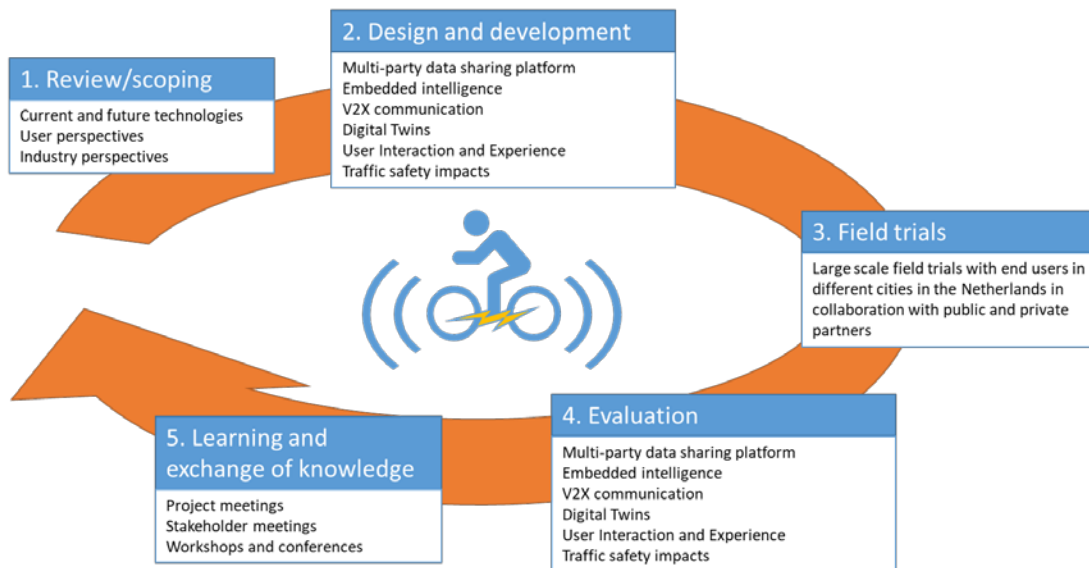 1. Review/scoping
Current and future technologies
User perspectives
Industry perspectives
2. Design and development
Multi-party data sharing platform
Embedded intelligence
V2X communication
Digital Twins
User Interaction and Experience
Traffic safety impacts
3. Field trials
Large scale field trials with end users in
different cities in the Netherlands in
collaboration with public and private
partners
4. Evaluation
Multi-party data sharing platform
Embedded intelligence
V2X communication
Digital Twins
User Interaction and Experience
Traffic safety impacts
5. Learning and
exchange of knowledge
Project meetings
Stakeholder meetings
Workshops and conferences